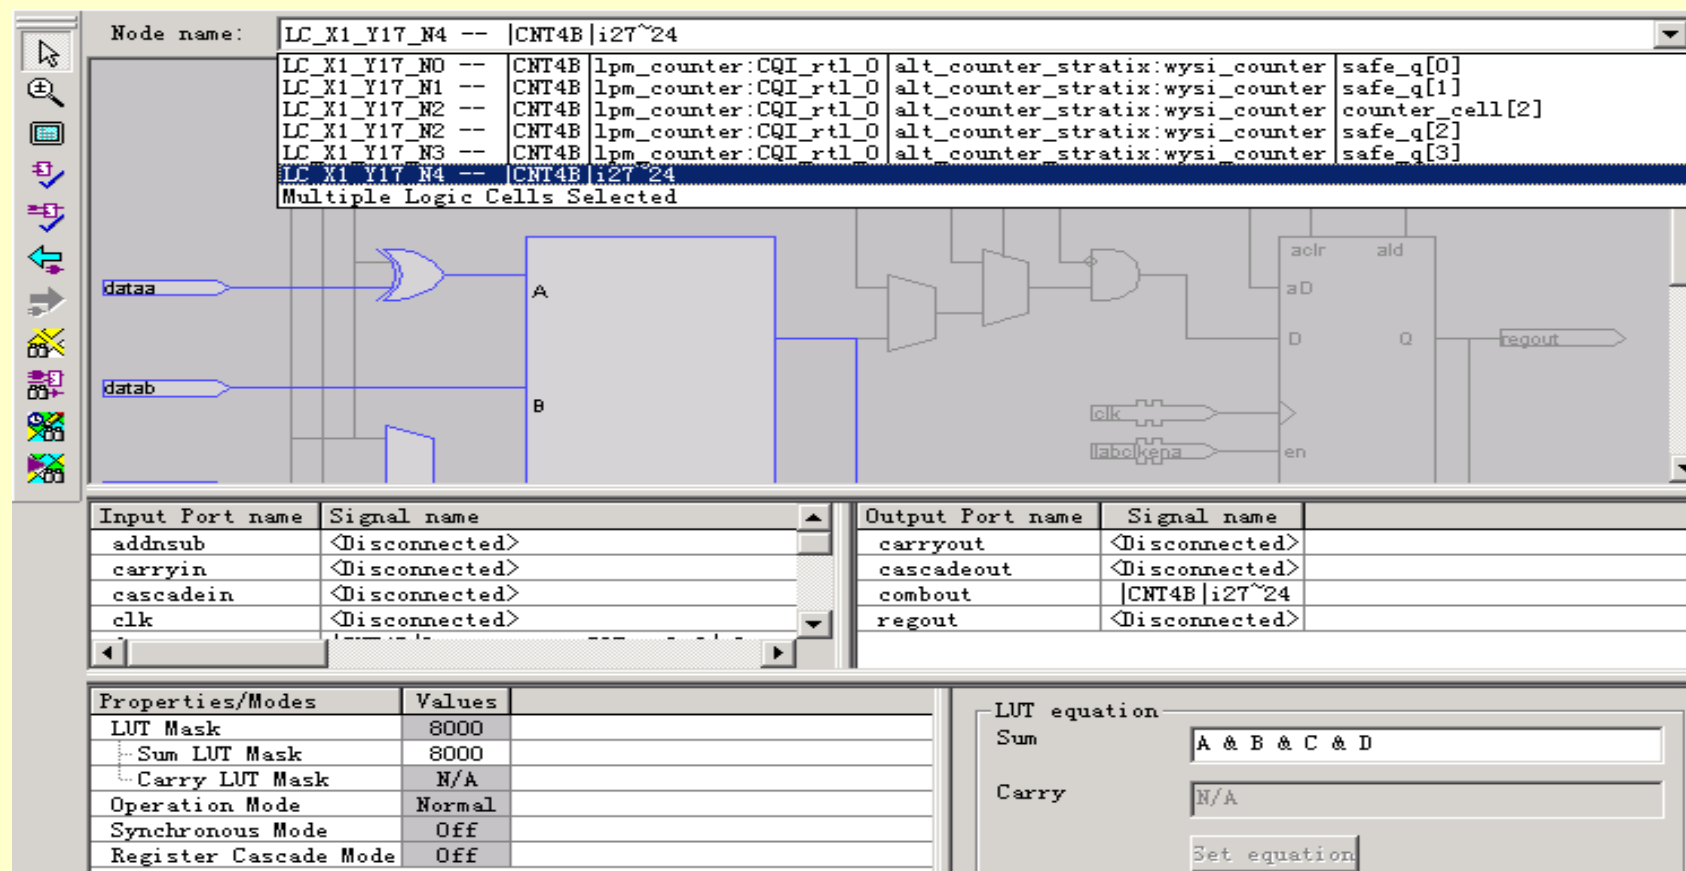 Node name: LC_X1_Y17_N4 -- |CNT4B|i27~24
LC_X1_Y17_N0 -- |CNT4B|lpm_counter:CQI_rtl_0|alt_counter_stratix:wysi_counter|safe_q[0]
LC_X1_Y17_N1 -- |CNT4B|lpm_counter:CQI_rtl_0|alt_counter_stratix:wysi_counter|safe_q[1]
LC_X1_Y17_N2 -- |CNT4B|lpm_counter:CQI_rtl_0|alt_counter_stratix:wysi_counter|counter_cell[2]
LC_X1_Y17_N2 -- |CNT4B|lpm_counter:CQI_rtl_0|alt_counter_stratix:wysi_counter|safe_q[2]
LC_X1_Y17_N3 -- |CNT4B|lpm_counter:CQI_rtl_0|alt_counter_stratix:wysi_counter|safe_q[3]
LC_X1_Y17_N4 -- |CNT4B|i27~24
Multiple Logic Cells Selected
aclr ald
dataa A aD
D Q regout
datab B
clk
labclkena en
Input Port name Signal name Output Port name Signal name
addnsub <Disconnected> carryout <Disconnected>
carryin <Disconnected> cascadeout <Disconnected>
cascadein <Disconnected> combout |CNT4B|i27~24
clk <Disconnected> regout <Disconnected>
Properties/Modes Values
LUT equation
LUT Mask 8000
Sum A & B & C & D
Sum LUT Mask 8000
Carry LUT Mask N/A
Carry N/A
Operation Mode Normal
Synchronous Mode Off
Register Cascade Mode Off
Set equation